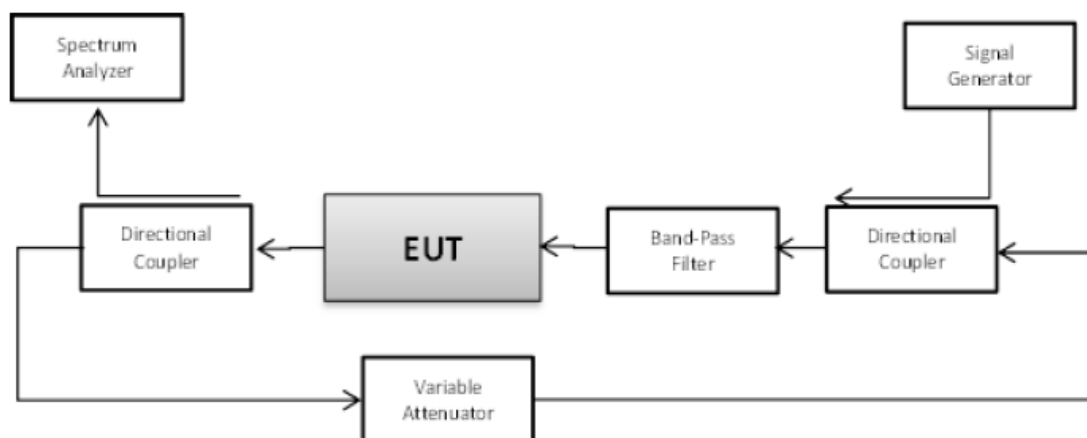 Spectrum
Analyzer
Signal
Generator
Directional
Coupler
EUT
Band-Pass
Filter
Directional
Coupler
Variable
Attenuator